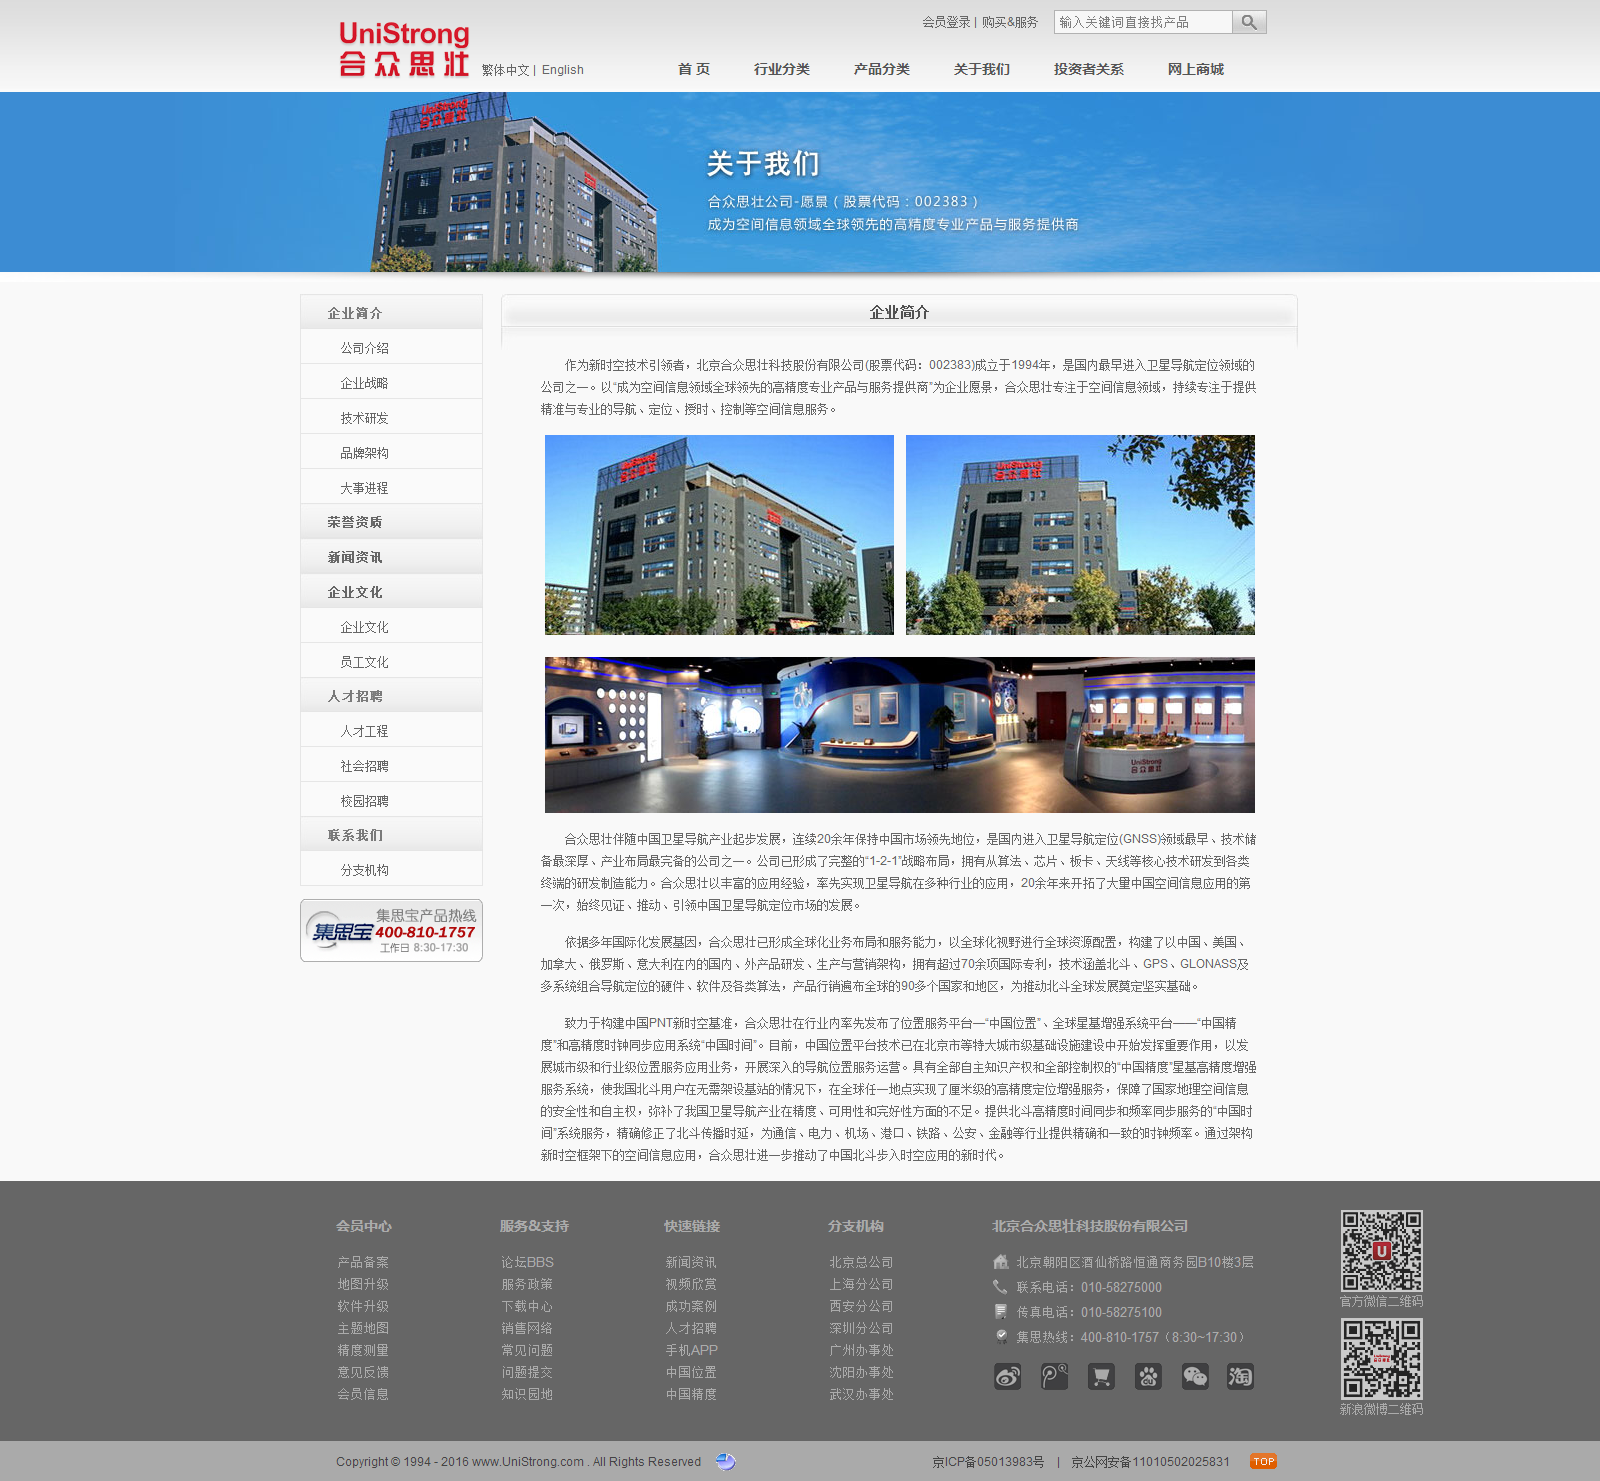 UniStrong
合众思壮
繁体中文 | English
会员登录 | 购买&服务
输入关键词直接找产品
首 页 行业分类 产品分类 关于我们 投资者关系 网上商城
UniStrong
合众思壮
关于我们
合众思壮公司-愿景（股票代码：002383）
成为空间信息领域全球领先的高精度专业产品与服务提供商
企业简介
公司介绍
企业战略
技术研发
品牌架构
大事进程
荣誉资质
新闻资讯
企业文化
企业文化
员工文化
人才招聘
人才工程
社会招聘
校园招聘
联系我们
分支机构
集思宝
集思宝产品热线
400-810-1757
工作日 8:30-17:30
企业简介
作为新时空技术引领者，北京合众思壮科技股份有限公司(股票代码：002383)成立于1994年，是国内最早进入卫星导航定位领域的
公司之一。以“成为空间信息领域全球领先的高精度专业产品与服务提供商”为企业愿景，合众思壮专注于空间信息领域，持续专注于提供
精准与专业的导航、定位、授时、控制等空间信息服务。
UniStrong
合众思壮
UniStrong
合众思壮
UniStrong
合众思壮
合众思壮伴随中国卫星导航产业起步发展，连续20余年保持中国市场领先地位，是国内进入卫星导航定位(GNSS)领域最早、技术储
备最深厚、产业布局最完备的公司之一。公司已形成了完整的“1-2-1”战略布局，拥有从算法、芯片、板卡、天线等核心技术研发到各类
终端的研发制造能力。合众思壮以丰富的应用经验，率先实现卫星导航在多种行业的应用，20余年来开拓了大量中国空间信息应用的第
一次，始终见证、推动、引领中国卫星导航定位市场的发展。
依据多年国际化发展基因，合众思壮已形成全球化业务布局和服务能力，以全球化视野进行全球资源配置，构建了以中国、美国、
加拿大、俄罗斯、意大利在内的国内、外产品研发、生产与营销架构，拥有超过70余项国际专利，技术涵盖北斗、GPS、GLONASS及
多系统组合导航定位的硬件、软件及各类算法，产品行销遍布全球的90多个国家和地区，为推动北斗全球发展奠定坚实基础。
致力于构建中国PNT新时空基准，合众思壮在行业内率先发布了位置服务平台—“中国位置”、全球星基增强系统平台——“中国精
度”和高精度时钟同步应用系统“中国时间”。目前，中国位置平台技术已在北京市等特大城市级基础设施建设中开始发挥重要作用，以发
展城市级和行业级位置服务应用业务，开展深入的导航位置服务运营。具有全部自主知识产权和全部控制权的“中国精度”星基高精度增强
服务系统，使我国北斗用户在无需架设基站的情况下，在全球任一地点实现了厘米级的高精度定位增强服务，保障了国家地理空间信息
的安全性和自主权，弥补了我国卫星导航产业在精度、可用性和完好性方面的不足。提供北斗高精度时间同步和频率同步服务的“中国时
间”系统服务，精确修正了北斗传播时延，为通信、电力、机场、港口、铁路、公安、金融等行业提供精确和一致的时钟频率。通过架构
新时空框架下的空间信息应用，合众思壮进一步推动了中国北斗步入时空应用的新时代。
会员中心
产品备案
地图升级
软件升级
主题地图
精度测量
意见反馈
会员信息
服务&支持
论坛BBS
服务政策
下载中心
销售网络
常见问题
问题提交
知识园地
快速链接
新闻资讯
视频欣赏
成功案例
人才招聘
手机APP
中国位置
中国精度
分支机构
北京总公司
上海分公司
西安分公司
深圳分公司
广州办事处
沈阳办事处
武汉办事处
北京合众思壮科技股份有限公司
北京朝阳区酒仙桥路恒通商务园B10楼3层
联系电话：010-58275000
传真电话：010-58275100
集思热线：400-810-1757（8:30~17:30）
淘
U
官方微信二维码
新浪微博二维码
Copyright © 1994 - 2016 www.UniStrong.com . All Rights Reserved
京ICP备05013983号 | 京公网安备11010502025831
TOP